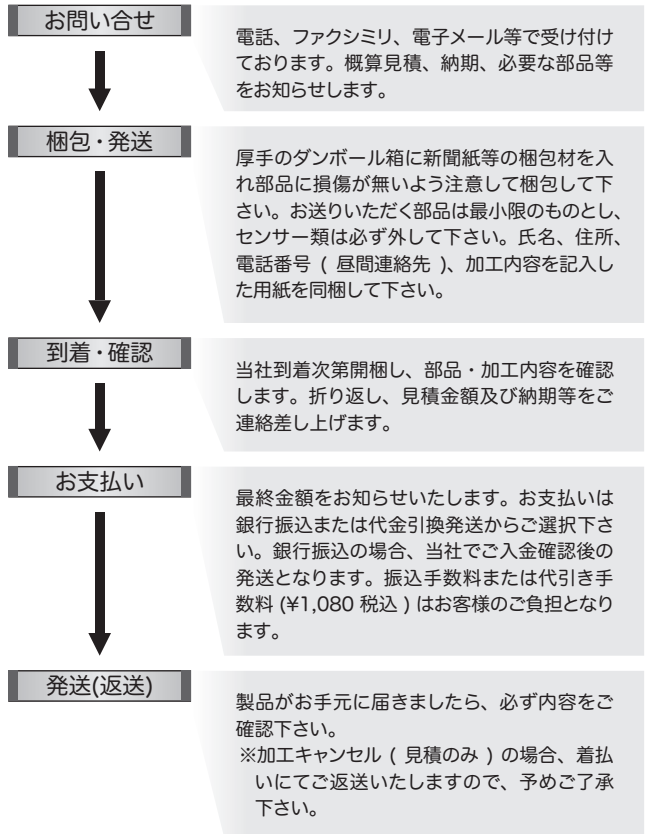 お問い合せ
電話、ファクシミリ、電子メール等で受け付け
ております。概算見積、納期、必要な部品等
をお知らせします。
梱包・発送
厚手のダンボール箱に新聞紙等の梱包材を入
れ部品に損傷が無いよう注意して梱包して下
さい。お送りいただく部品は最小限のものとし、
センサー類は必ず外して下さい。氏名、住所、
電話番号 ( 昼間連絡先 )、加工内容を記入し
た用紙を同梱して下さい。
到着・確認
当社到着次第開梱し、部品・加工内容を確認
します。折り返し、見積金額及び納期等をご
連絡差し上げます。
お支払い
最終金額をお知らせいたします。お支払いは
銀行振込または代金引換発送からご選択下さ
い。銀行振込の場合、当社でご入金確認後の
発送となります。振込手数料または代引き手
数料 (¥1,080 税込 ) はお客様のご負担となり
ます。
発送(返送)
製品がお手元に届きましたら、必ず内容をご
確認下さい。
※加工キャンセル ( 見積のみ ) の場合、着払
いにてご返送いたしますので、予めご了承
下さい。